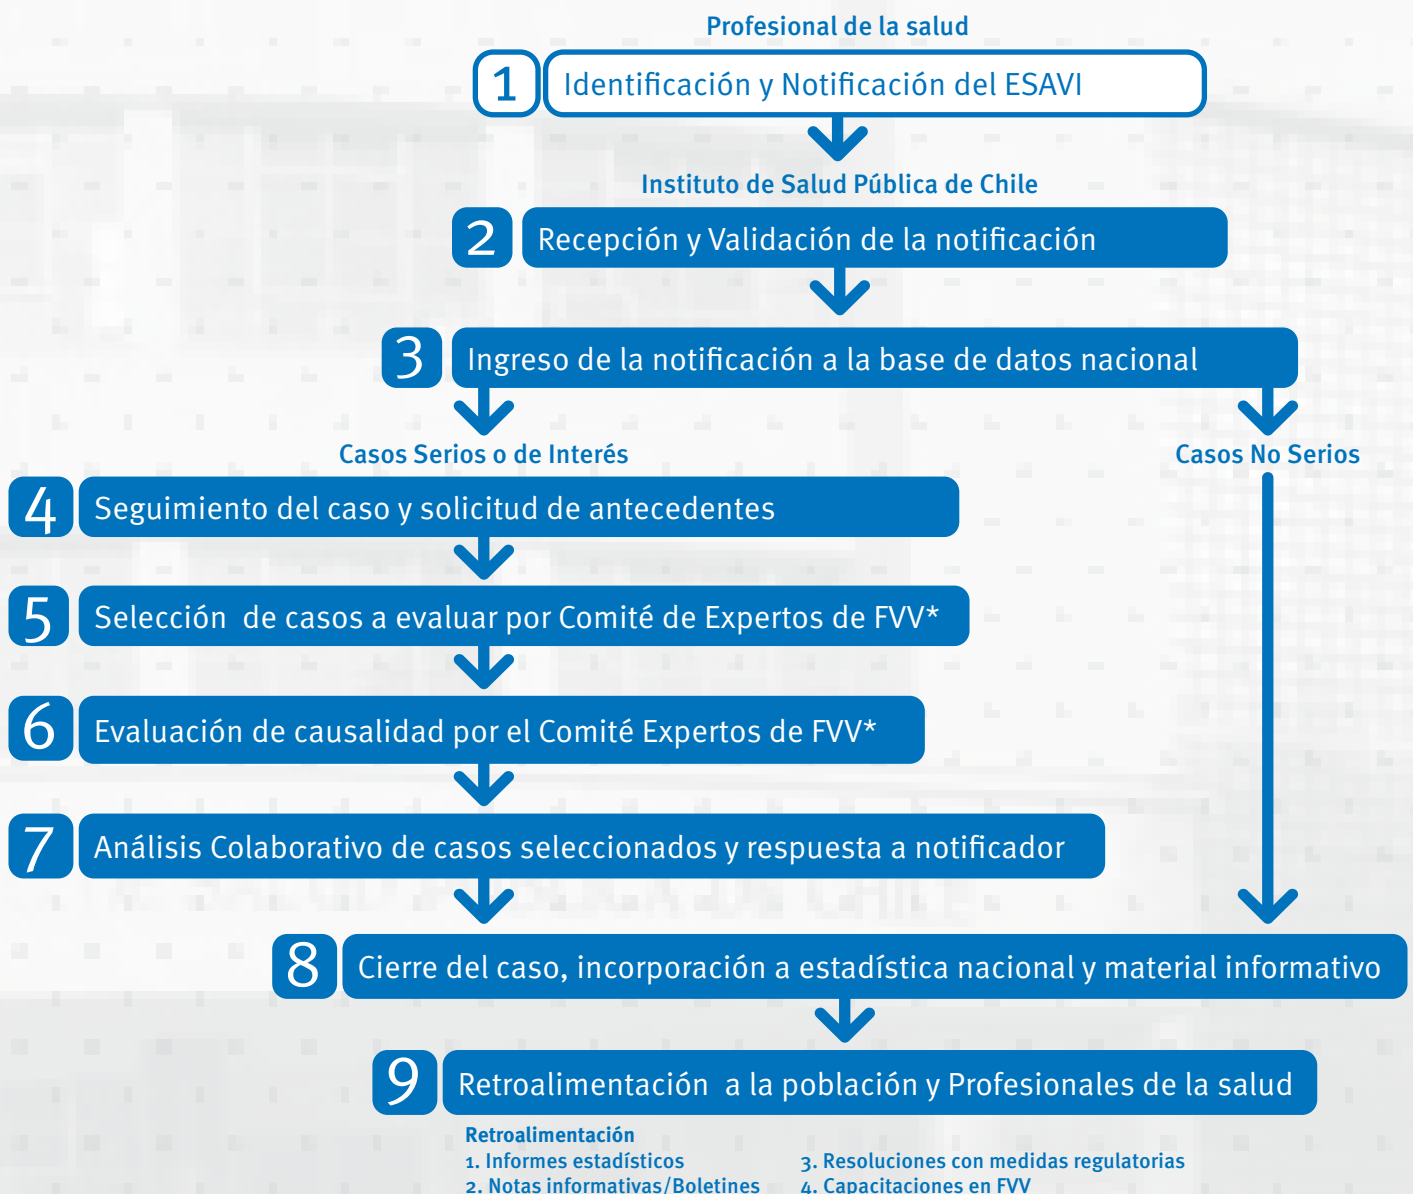 Profesional de la salud
1 Identificación y Notificación del ESAVI
Instituto de Salud Pública de Chile
2 Recepción y Validación de la notificación
3 Ingreso de la notificación a la base de datos nacional
Casos Serios o de Interés
Casos No Serios
4 Seguimiento del caso y solicitud de antecedentes
5 Selección de casos a evaluar por Comité de Expertos de FVV*
6 Evaluación de causalidad por el Comité Expertos de FVV*
7 Análisis Colaborativo de casos seleccionados y respuesta a notificador
8 Cierre del caso, incorporación a estadística nacional y material informativo
9 Retroalimentación a la población y Profesionales de la salud
Retroalimentación
1. Informes estadísticos
2. Notas informativas/Boletines
3. Resoluciones con medidas regulatorias
4. Capacitaciones en FVV